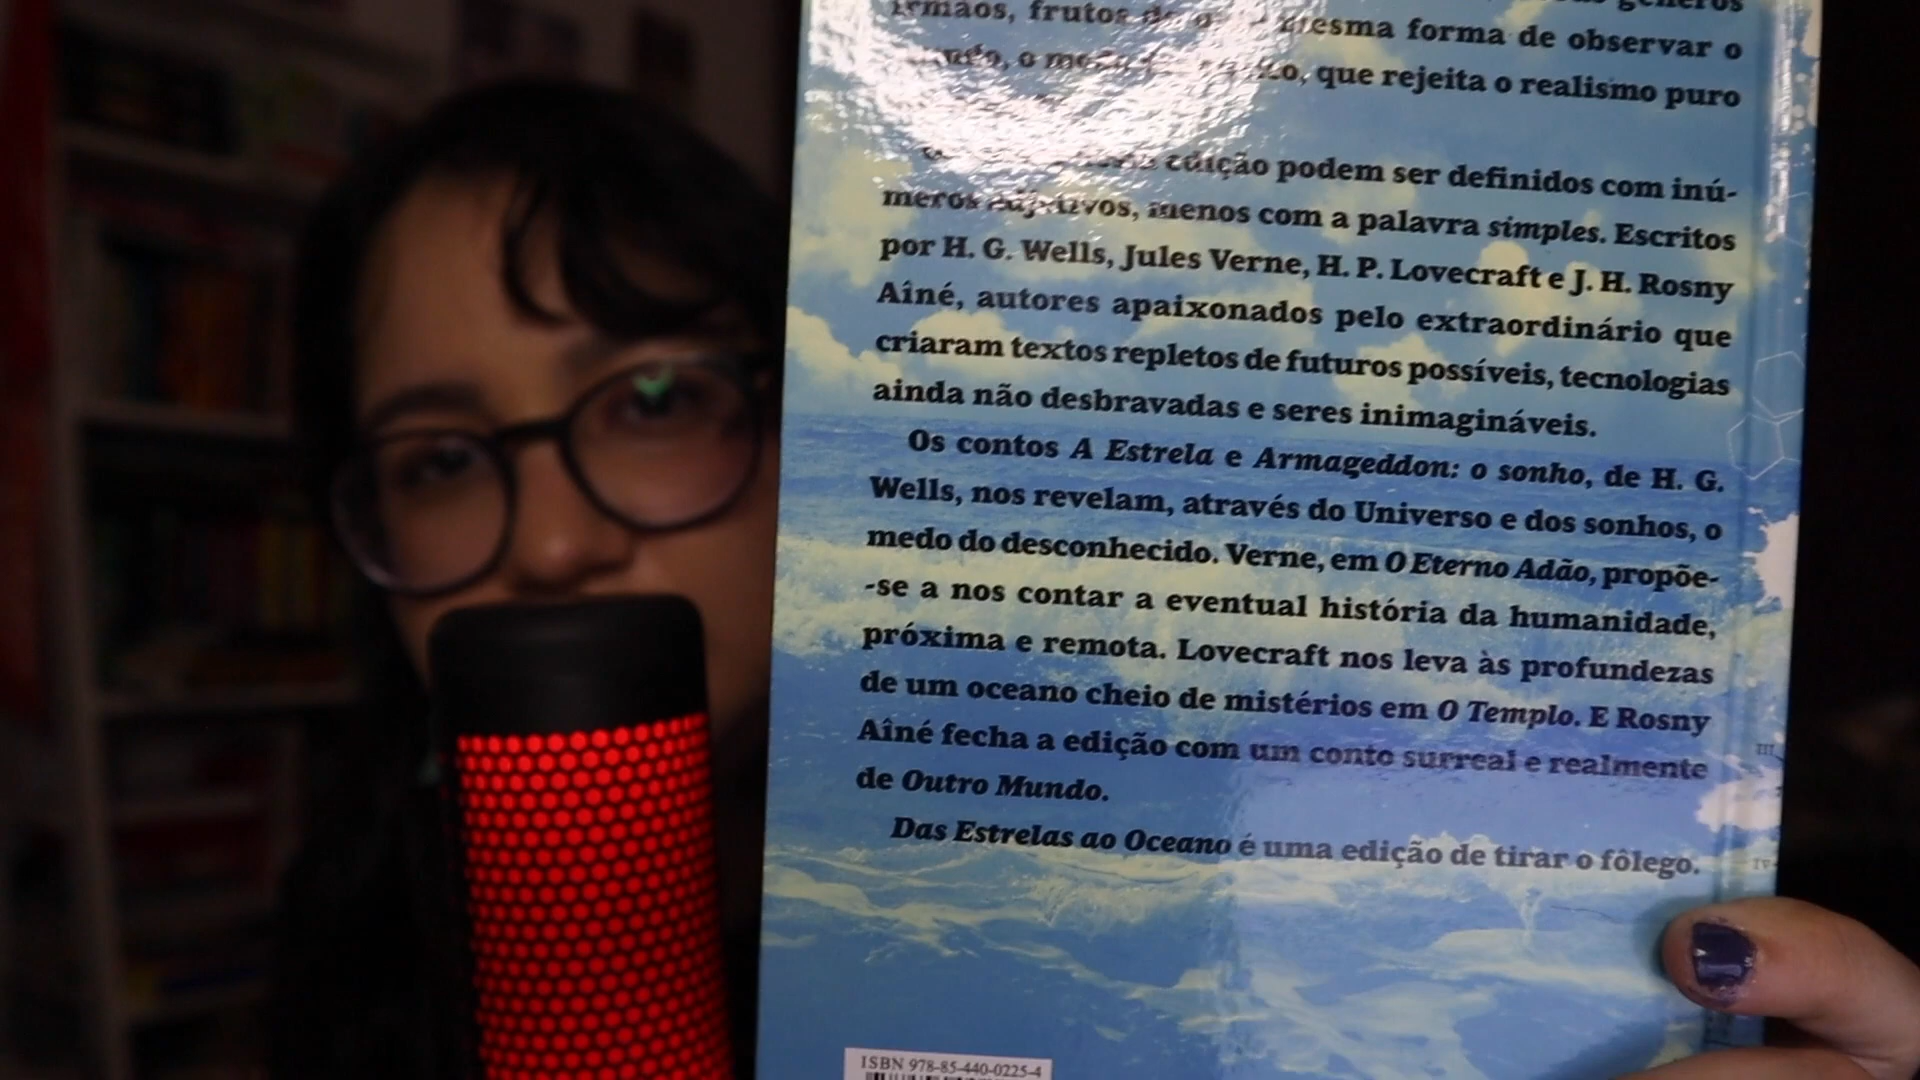 gêneros
irmãos, frutos mesma forma de observar o
que rejeita o realismo puro
edição podem ser definidos com inú-
meros adjetivos, menos com a palavra simples. Escritos
por H. G. Wells, Jules Verne, H. P. Lovecraft e J. H. Rosny
Aîné, autores apaixonados pelo extraordinário que
criaram textos repletos de futuros possíveis, tecnologias
ainda não desbravadas e seres inimagináveis.
Os contos A Estrela e Armageddon: o sonho, de H. G.
Wells, nos revelam, através do Universo e dos sonhos, o
medo do desconhecido. Verne, em O Eterno Adão, propõe-
-se a nos contar a eventual história da humanidade,
próxima e remota. Lovecraft nos leva às profundezas
de um oceano cheio de mistérios em O Templo. E Rosny
Aîné fecha a edição com um conto surreal e realmente
de Outro Mundo.
Das Estrelas ao Oceano é uma edição de tirar o fôlego.
III
IV
ISBN 978-85-440-0225-4